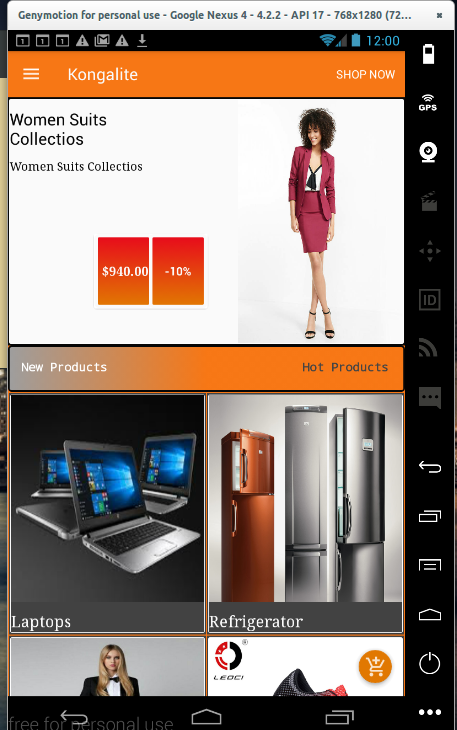 Genymotion for personal use - Google Nexus 4 - 4.2.2 - API 17 - 768x1280 (72...
12:00
GPS
Kongalite
SHOP NOW
Women Suits
Collectios
Women Suits Collectios
$940.00
-10%
ID
New Products
Hot Products
Laptops
Refrigerator
LEOCI
free for personal use